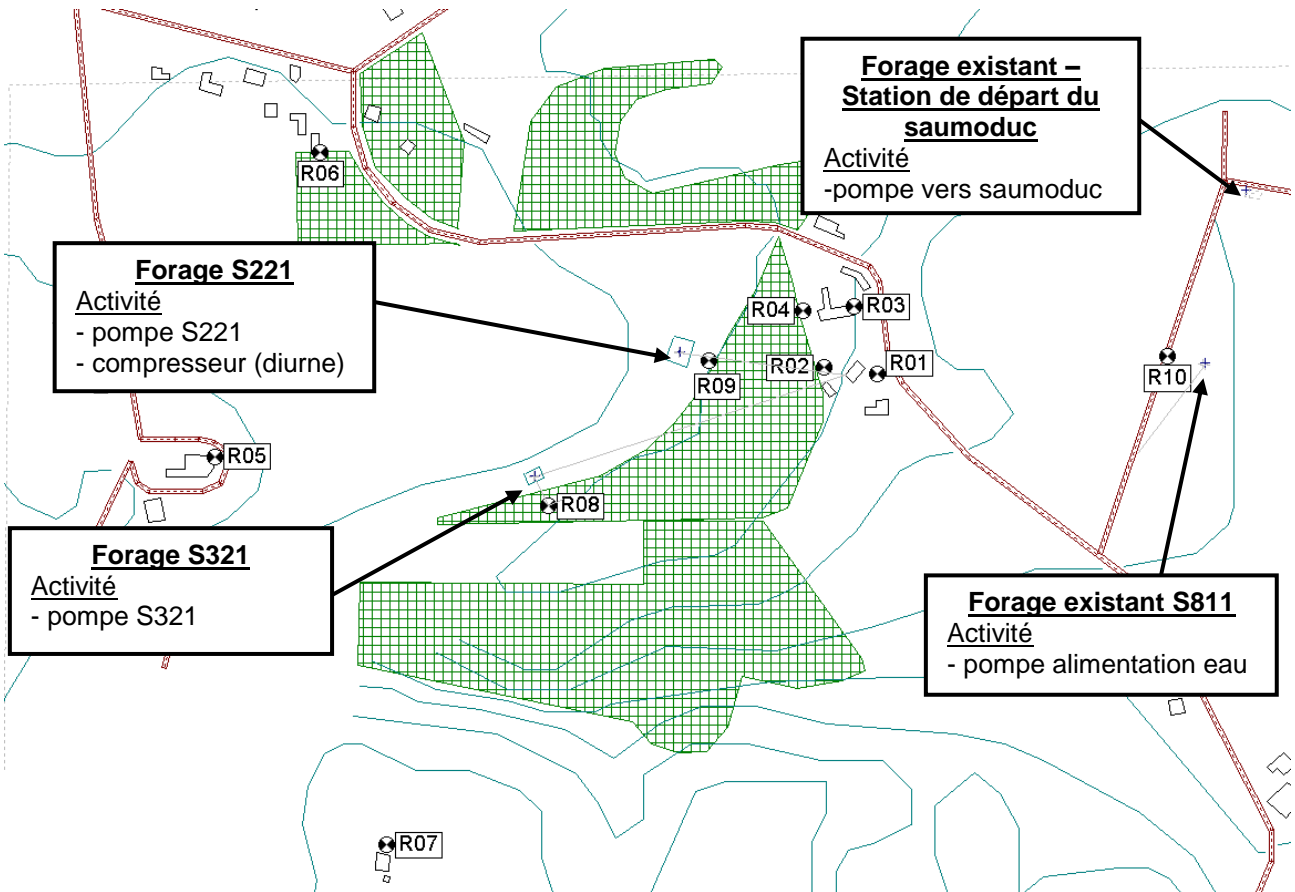 Forage existant –
Station de départ du
saumoduc
Activité
-pompe vers saumoduc
R06
Forage S221
Activité
- pompe S221
- compresseur (diurne)
R04
R03
R02
R01
R09
R10
R05
R08
Forage S321
Activité
- pompe S321
Forage existant S811
Activité
- pompe alimentation eau
R07